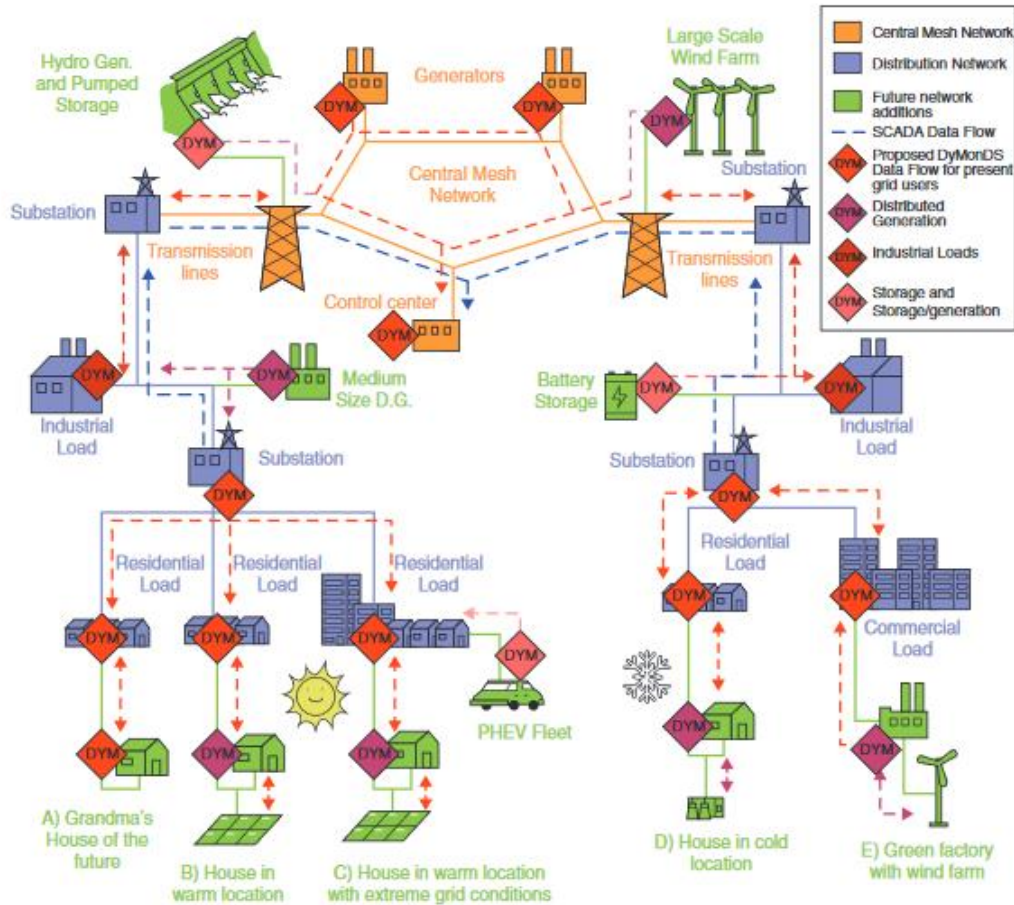 Hydro Gen.
and Pumped
Storage
DYM
Generators
DYM
DYM
Large Scale
Wind Farm
DYM
Central Mesh Network
Distribution Network
Future network
additions
SCADA Data Flow
DYM
Proposed DyMonDS
Data Flow for present
grid users
DYM
Distributed
Generation
DYM
Industrial Loads
DYM
Storage and
Storage/generation
Substation
Central Mesh
Network
Substation
Transmission
lines
Transmission
lines
Control center
DYM
DYM
Industrial
Load
DYM
Medium
Size D.G.
Battery
Storage
DYM
DYM
Industrial
Load
Substation
DYM
Substation
DYM
Residential
Load
Residential
Load
Residential
Load
Residential
Load
DYM
DYM
DYM
DYM
DYM
Commercial
Load
DYM
PHEV Fleet
DYM
DYM
DYM
DYM
DYM
A) Grandma's
House of the
future
B) House in
warm location
C) House in warm location
with extreme grid conditions
D) House in cold
location
E) Green factory
with wind farm